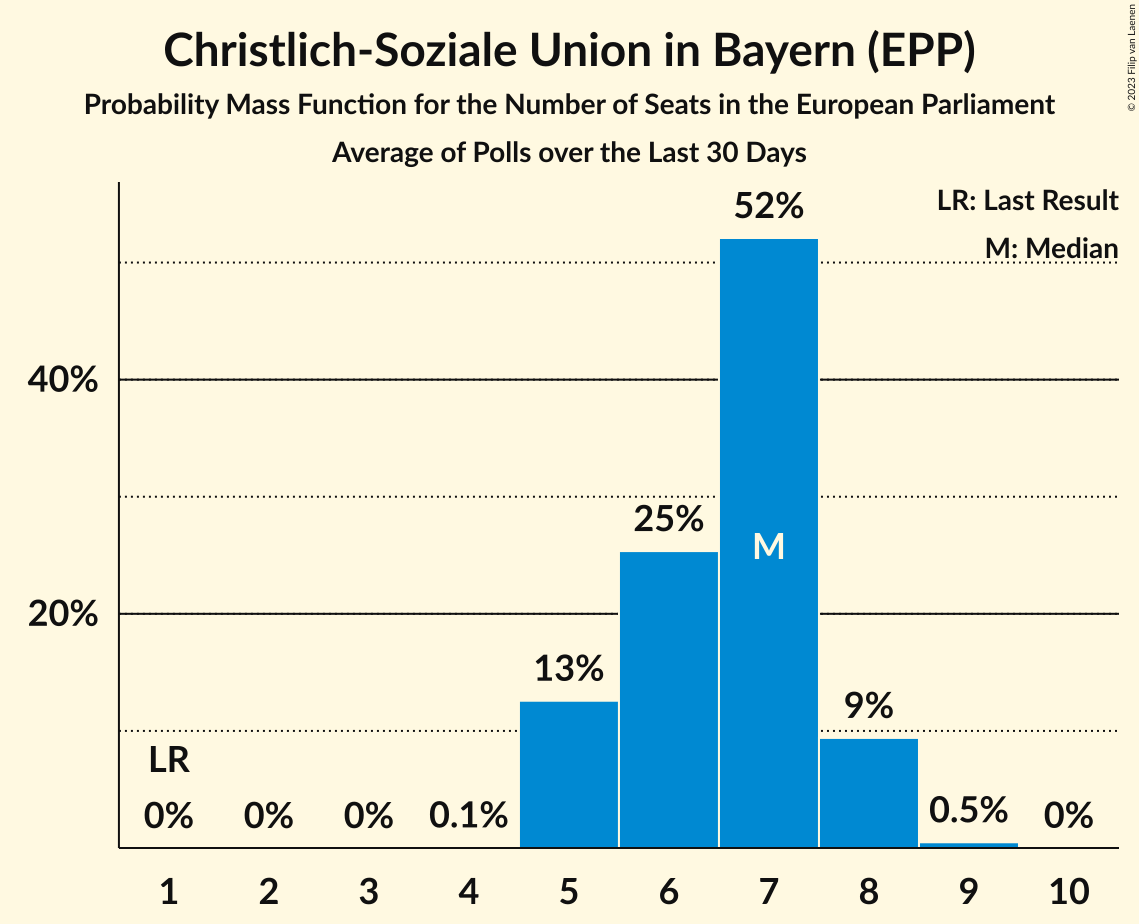 Christlich-Soziale Union in Bayern (EPP)
Probability Mass Function for the Number of Seats in the European Parliament
Average of Polls over the Last 30 Days
© 2023 Filip van Laenen
LR: Last Result
M: Median
52%
40%
25%
M
20%
13%
9%
LR
0% 0% 0% 0.1% 0.5% 0%
1 2 3 4 5 6 7 8 9 10